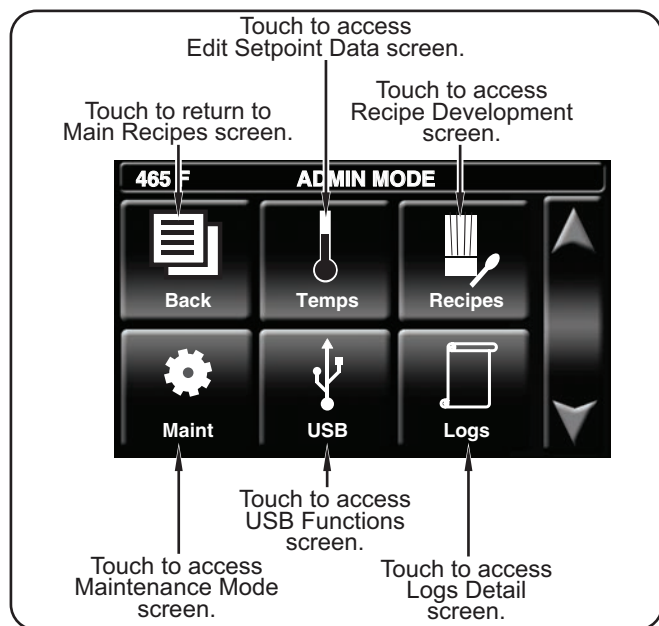 Touch to access
Edit Setpoint Data screen.
Touch to access
Recipe Development
screen.
Touch to return to
Main Recipes screen.
465 F
ADMIN MODE
Back
Temps
Recipes
Maint
USB
Logs
Touch to access
USB Functions
screen.
Touch to access
Maintenance Mode
screen.
Touch to access
Logs Detail
screen.